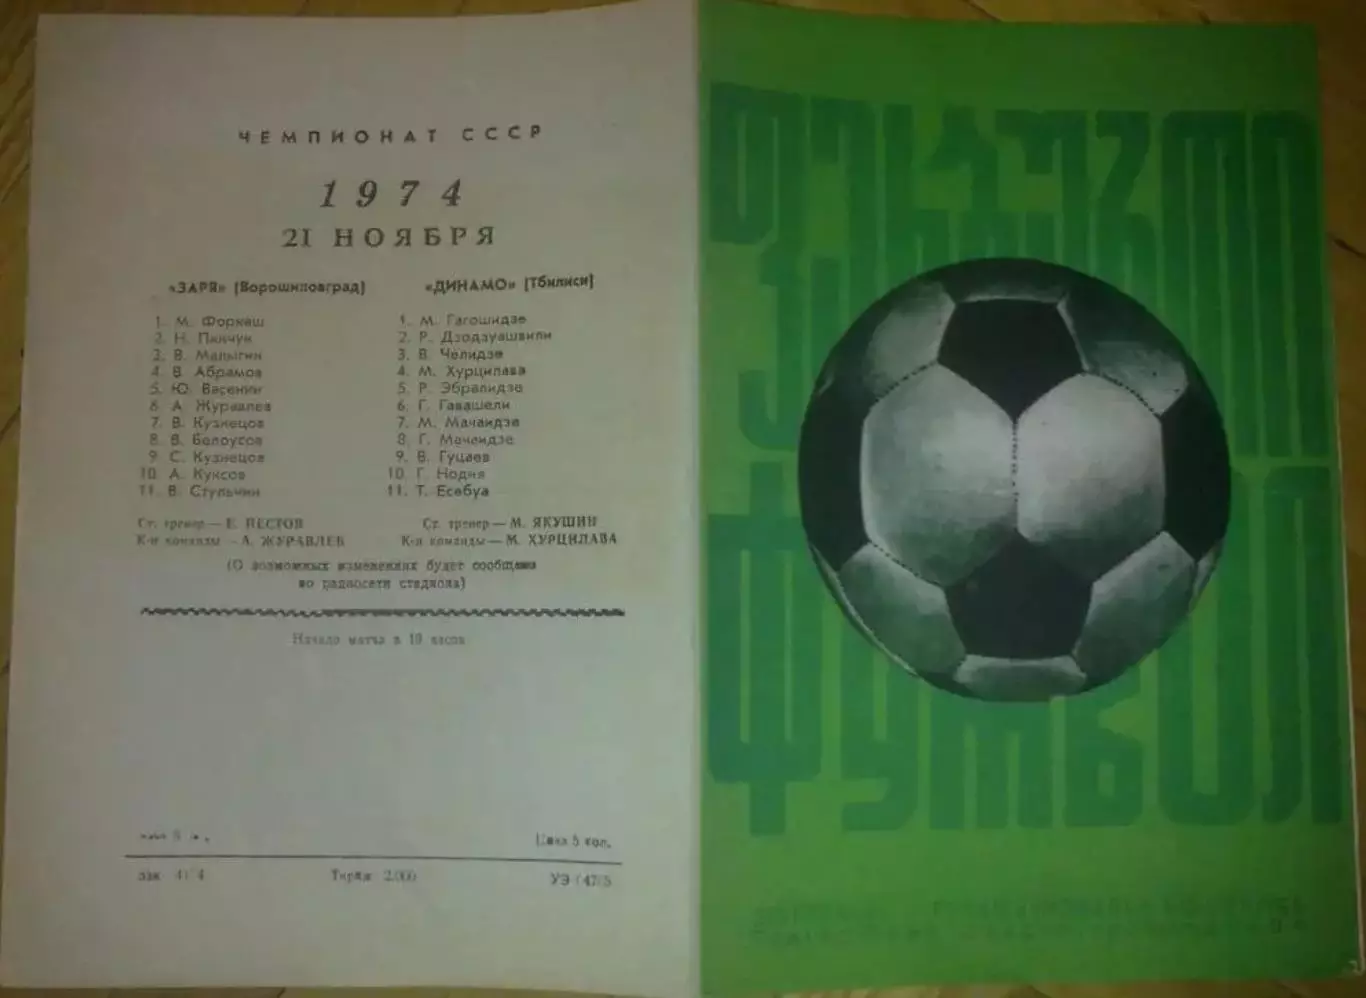 ЧЕМПИОНАТ СССР
1974
21 НОЯБРЯ
«ЗАРЯ» (Ворошиловград)
1. М. Форкаш
2. Н. Пинчук
3. В. Малыгин
4. В. Абрамов
5. Ю. Васенин
6. А. Журавлев
7. В. Кузнецов
8. В. Белоусов
9. С. Кузнецов
10. А. Куксов
11. В. Стульчин
Ст. тренер — Е. ПЕСТОВ
К-н команды — А. ЖУРАВЛЕВ
«ДИНАМО» (Тбилиси)
1. М. Гагошидзе
2. Р. Дзодзуашвили
3. В. Челидзе
4. М. Хурцилава
5. Р. Эбралидзе
6. Г. Гавашели
7. М. Мачаидзе
8. Г. Мачаидзе
9. В. Гуцаев
10. Г. Нодия
11. Т. Есебуа
Ст. тренер — М. ЯКУШИН
К-н команды — М. ХУРЦИЛАВА
(О возможных изменениях будет сообщено
по радиосети стадиона)
Начало матча в 19 часов
Цена 5 коп.
Тираж 2.000
ФУТБОЛ